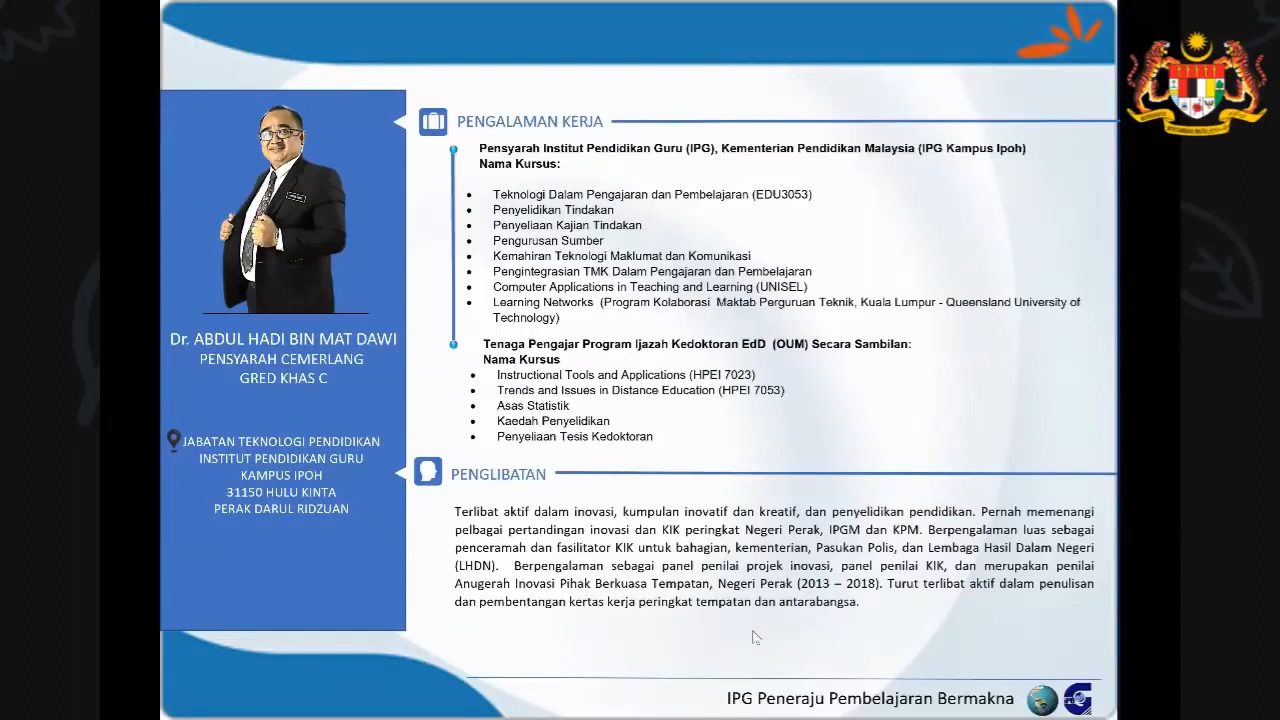 PENGALAMAN KERJA
Pensyarah Institut Pendidikan Guru (IPG), Kementerian Pendidikan Malaysia (IPG Kampus Ipoh)
Nama Kursus:
• Teknologi Dalam Pengajaran dan Pembelajaran (EDU3053)
• Penyelidikan Tindakan
• Penyeliaan Kajian Tindakan
• Pengurusan Sumber
• Kemahiran Teknologi Maklumat dan Komunikasi
• Pengintegrasian TMK Dalam Pengajaran dan Pembelajaran
• Computer Applications in Teaching and Learning (UNISEL)
• Learning Networks (Program Kolaborasi Maktab Perguruan Teknik, Kuala Lumpur - Queensland University of
Technology)
Tenaga Pengajar Program Ijazah Kedoktoran EdD (OUM) Secara Sambilan:
Nama Kursus
• Instructional Tools and Applications (HPEI 7023)
• Trends and Issues in Distance Education (HPEI 7053)
• Asas Statistik
• Kaedah Penyelidikan
• Penyeliaan Tesis Kedoktoran
Dr. ABDUL HADI BIN MAT DAWI
PENSYARAH CEMERLANG
GRED KHAS C
JABATAN TEKNOLOGI PENDIDIKAN
INSTITUT PENDIDIKAN GURU
KAMPUS IPOH
31150 HULU KINTA
PERAK DARUL RIDZUAN
PENGLIBATAN
Terlibat aktif dalam inovasi, kumpulan inovatif dan kreatif, dan penyelidikan pendidikan. Pernah memenangi
pelbagai pertandingan inovasi dan KIK peringkat Negeri Perak, IPGM dan KPM. Berpengalaman luas sebagai
penceramah dan fasilitator KIK untuk bahagian, kementerian, Pasukan Polis, dan Lembaga Hasil Dalam Negeri
(LHDN). Berpengalaman sebagai panel penilai projek inovasi, panel penilai KIK, dan merupakan penilai
Anugerah Inovasi Pihak Berkuasa Tempatan, Negeri Perak (2013 – 2018). Turut terlibat aktif dalam penulisan
dan pembentangan kertas kerja peringkat tempatan dan antarabangsa.
IPG Peneraju Pembelajaran Bermakna